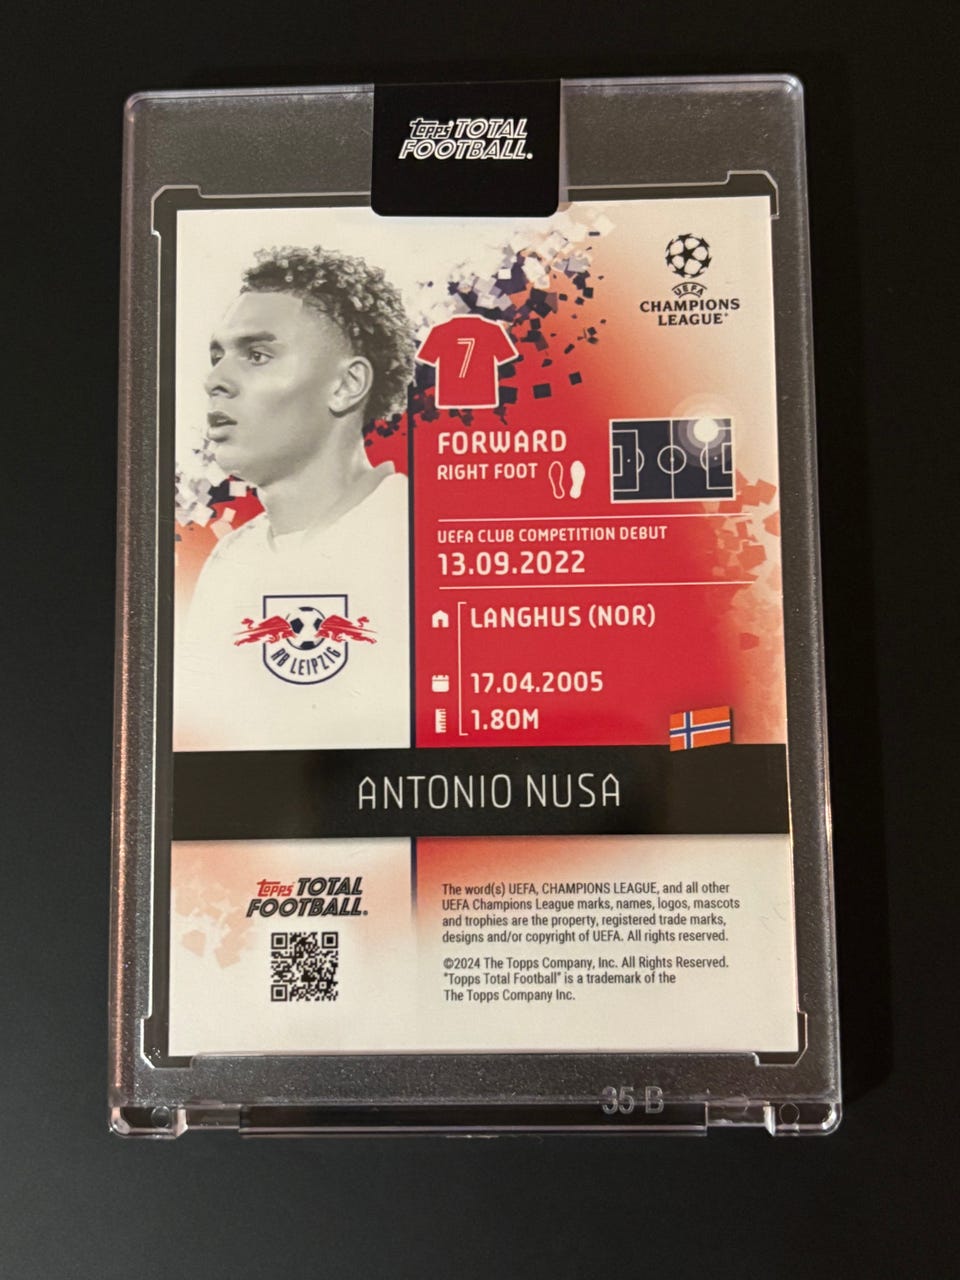 TOPPS TOTAL
FOOTBALL.
UEFA
CHAMPIONS
LEAGUE
7
FORWARD
RIGHT FOOT
UEFA CLUB COMPETITION DEBUT
13.09.2022
LANGHUS (NOR)
RB LEIPZIG
17.04.2005
1.80M
ANTONIO NUSA
TOPPS TOTAL
FOOTBALL.
The word(s) UEFA, CHAMPIONS LEAGUE, and all other
UEFA Champions League marks, names, logos, mascots
and trophies are the property, registered trade marks,
designs and/or copyright of UEFA. All rights reserved.
©2024 The Topps Company, Inc. All Rights Reserved.
"Topps Total Football" is a trademark of the
The Topps Company Inc.
35 B